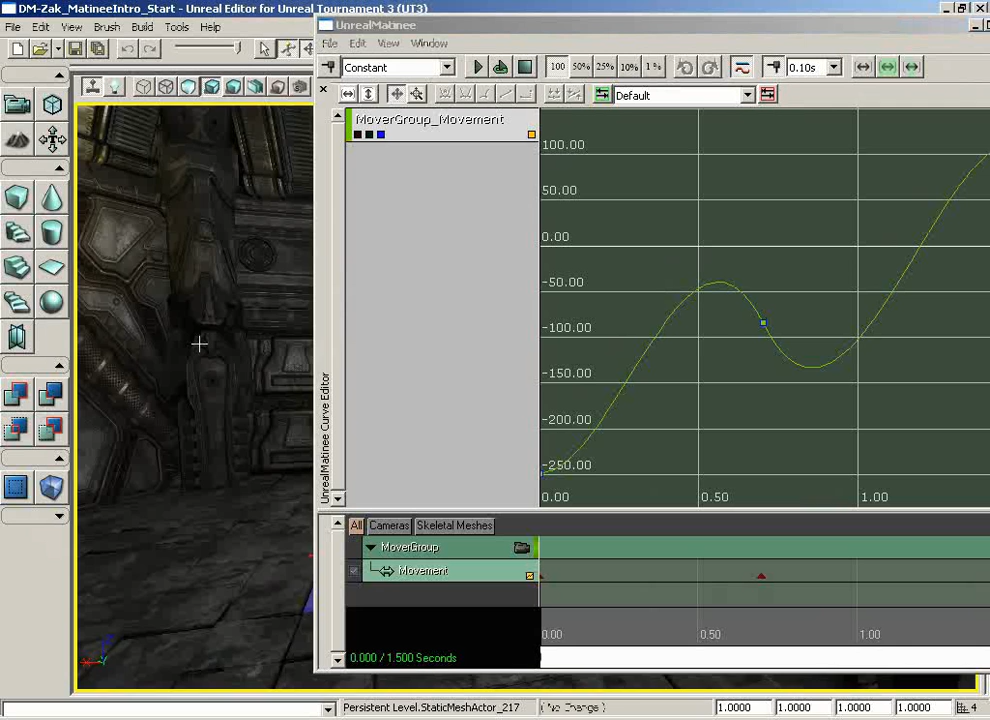 DM-Zak_MatineeIntro_Start - Unreal Editor for Unreal Tournament 3 (UT3)
File Edit View Brush Build Tools Help
UnrealMatinee
File Edit View Window
Constant 100 50% 25% 10% 1% 0.10s
Default
MoverGroup_Movement
100.00
50.00
0.00
-50.00
-100.00
-150.00
-200.00
-250.00
0.00 0.50 1.00
UnrealMatinee Curve Editor
All Cameras Skeletal Meshes
MoverGroup
Movement
0.00 0.50 1.00
0.000 / 1.500 Seconds
Persistent Level.StaticMeshActor_217 ( No Change ) 1.0000 1.0000 1.0000 1.0000 4